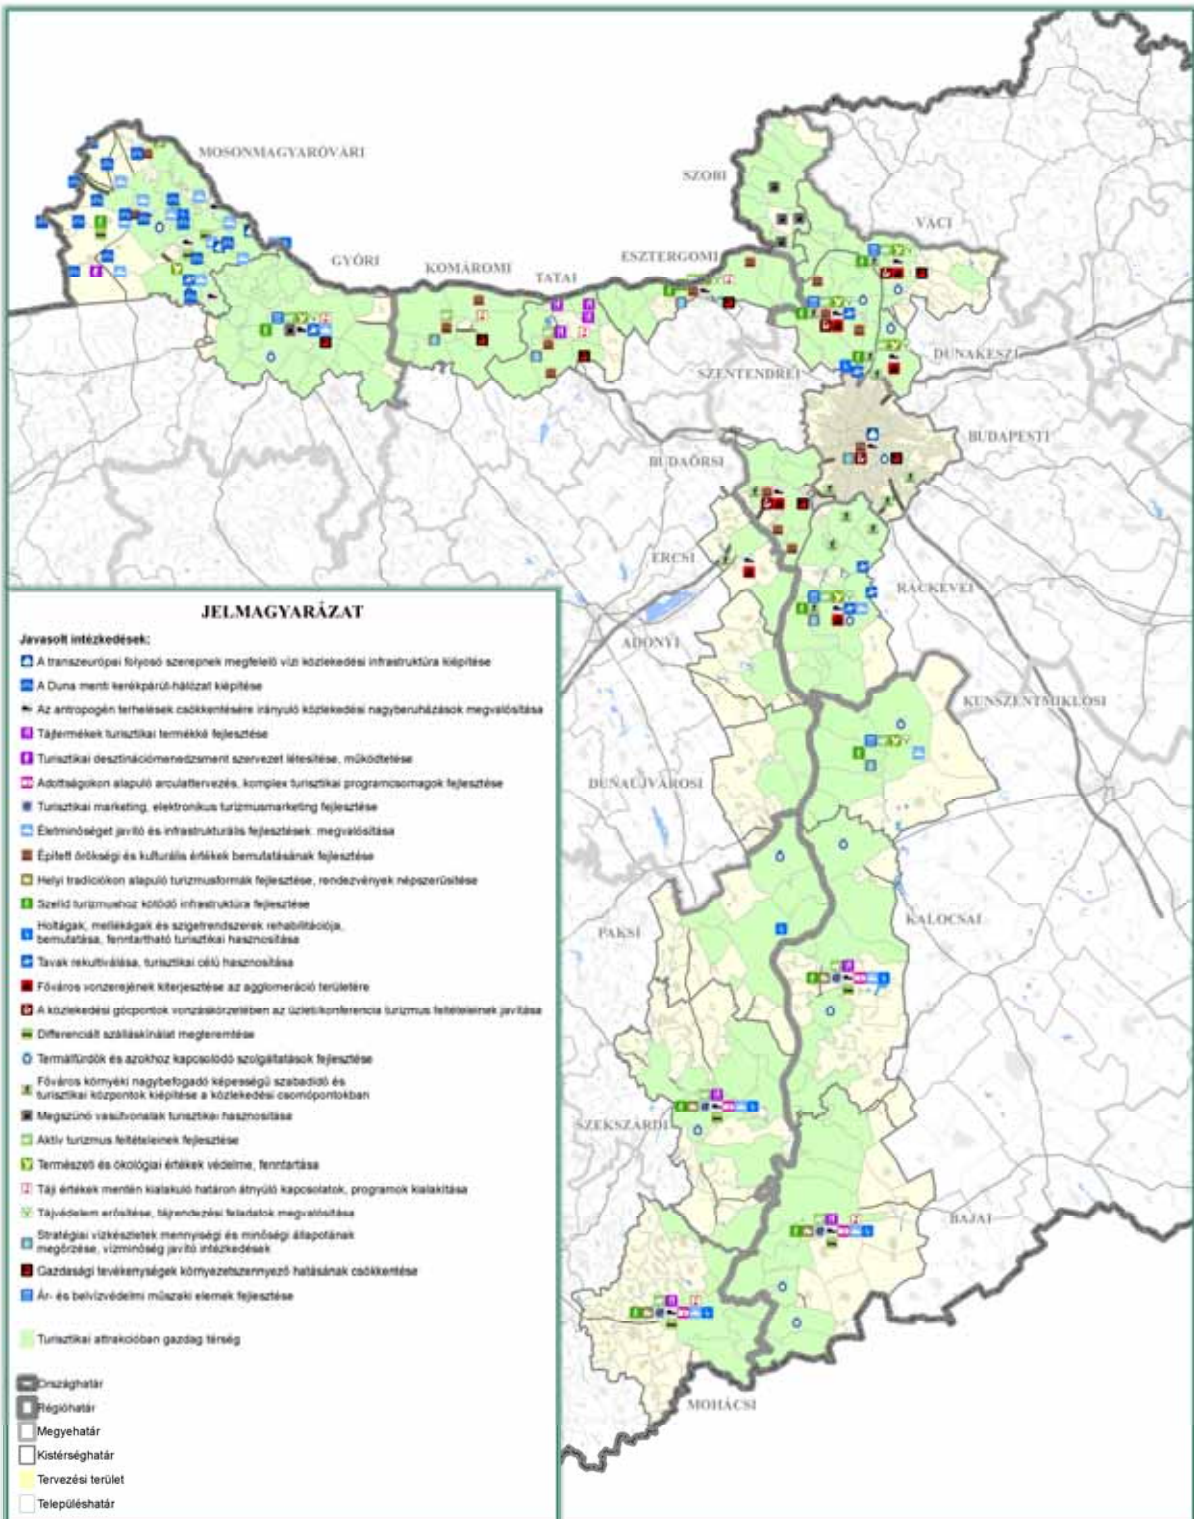 MOSONMAGYARÓVÁRI
SZOBI
VÁCI
GYŐRI
KOMÁROMI
TATAI
ESZTERGOMI
DUNAKESZI
SZENTENDREI
BUDAPESTI
BUDAÖRSI
ERCSI
RÁCKEVEI
ADONYI
KUNSZENTMIKLÓSI
DUNAÚJVÁROSI
PAKSI
KALOCSAI
SZEKSZÁRDI
BAJAI
MOHÁCSI
JELMAGYARÁZAT
Javasolt intézkedések:
A transzeurópai folyosó szerepnek megfelelő vízi közlekedési infrastruktúra kiépítése
A Duna menti kerékpárút-hálózat kiépítése
Az antropogén terhelések csökkentésére irányuló közlekedési nagyberuházások megvalósítása
Tájtermékek turisztikai termékké fejlesztése
Turisztikai desztinációmenedzsment szervezet létesítése, működtetése
Adottságokon alapuló arculattervezés, komplex turisztikai programcsomagok fejlesztése
Turisztikai marketing, elektronikus turizmusmarketing fejlesztése
Életminőséget javító és infrastrukturális fejlesztések megvalósítása
Épített örökségi és kulturális értékek bemutatásának fejlesztése
Helyi tradíciókon alapuló turizmusformák fejlesztése, rendezvények népszerűsítése
Szelíd turizmushoz kötődő infrastruktúra fejlesztése
Holtágak, mellékágak és szigetrendszerek rehabilitációja,
bemutatása, fenntartható turisztikai hasznosítása
Tavak rekultiválása, turisztikai célú hasznosítása
Főváros vonzerejének kiterjesztése az agglomeráció területére
A közlekedési gócpontok vonzáskörzetében az üzleti/konferencia turizmus feltételeinek javítása
Differenciált szálláskínálat megteremtése
Termálfürdők és azokhoz kapcsolódó szolgáltatások fejlesztése
Főváros környéki nagybefogadó képességű szabadidő és
turisztikai központok kiépítése a közlekedési csomópontokban
Megszűnő vasútvonalak turisztikai hasznosítása
Aktív turizmus feltételeinek fejlesztése
Természeti és ökológiai értékek védelme, fenntartása
Táji értékek mentén kialakuló határon átnyúló kapcsolatok, programok kialakítása
Tájvédelem erősítése, tájrendezési feladatok megvalósítása
Stratégiai vízkészletek mennyiségi és minőségi állapotának
megőrzése, vízminőség javító intézkedések
Gazdasági tevékenységek környezetszennyező hatásának csökkentése
Ár- és belvízvédelmi műszaki elemek fejlesztése
Turisztikai attrakcióban gazdag térség
Országhatár
Régióhatár
Megyehatár
Kistérséghatár
Tervezési terület
Településhatár